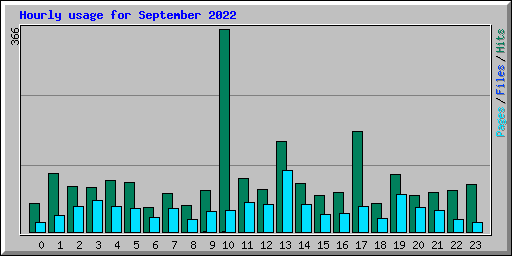 Hourly usage for September 2022
366
Pages / Files / Hits
0 1 2 3 4 5 6 7 8 9 10 11 12 13 14 15 16 17 18 19 20 21 22 23